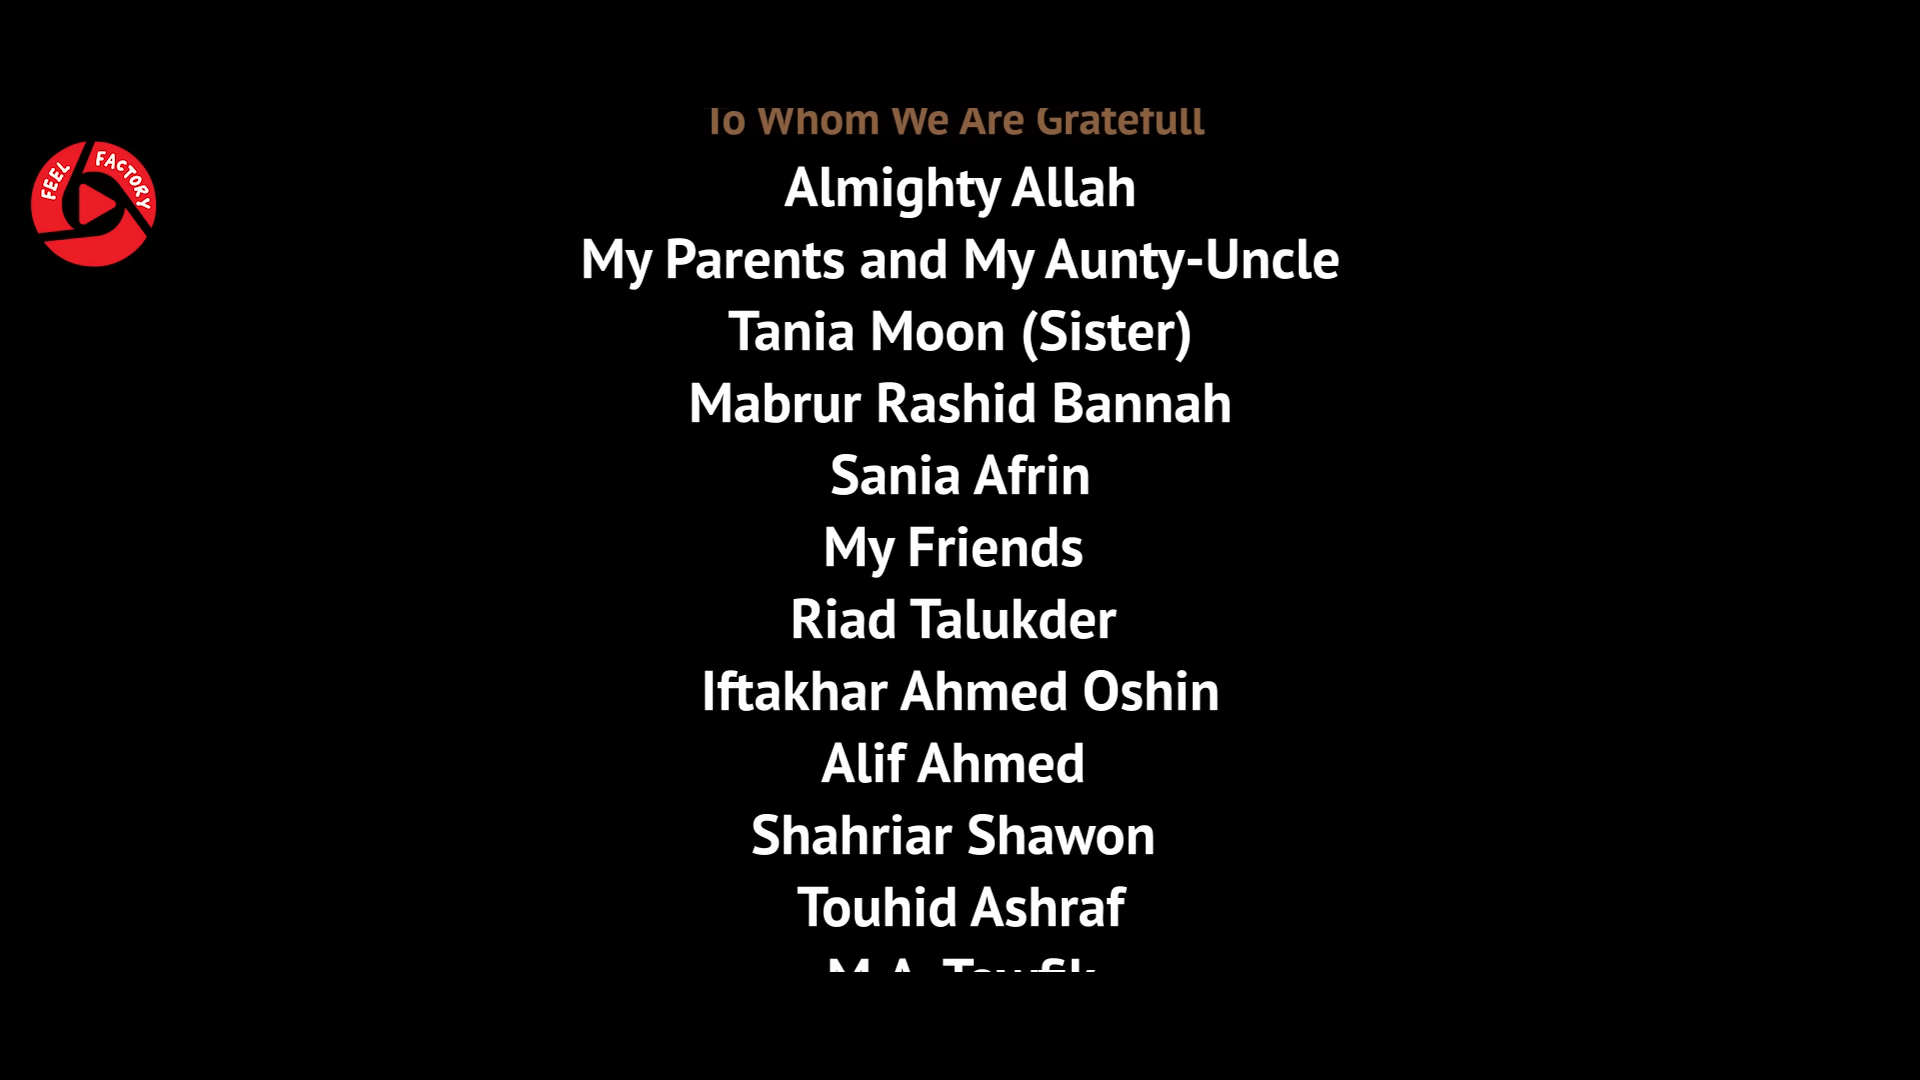 To Whom We Are Gratefull
FEEL FACTORY
Almighty Allah
My Parents and My Aunty-Uncle
Tania Moon (Sister)
Mabrur Rashid Bannah
Sania Afrin
My Friends
Riad Talukder
Iftakhar Ahmed Oshin
Alif Ahmed
Shahriar Shawon
Touhid Ashraf
M.A. Tawfik